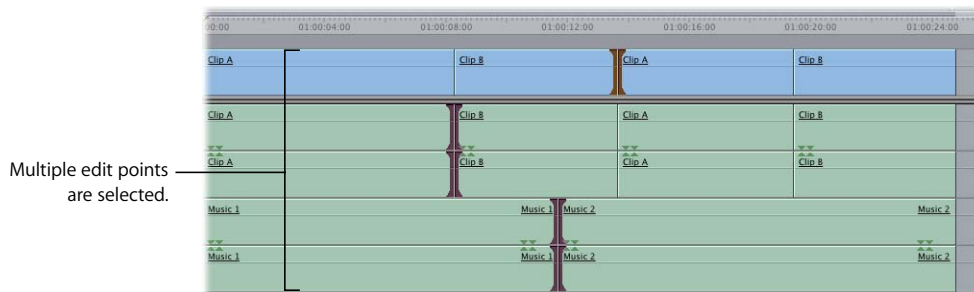 00:00 01:00:04:00 01:00:08:00 01:00:12:00 01:00:16:00 01:00:20:00 01:00:24:00
Clip A Clip B Clip A Clip B
Clip A Clip B Clip A Clip B
Clip A Clip B Clip A Clip B
Multiple edit points
are selected.
Music 1 Music 1 Music 2 Music 2
Music 1 Music 1 Music 2 Music 2